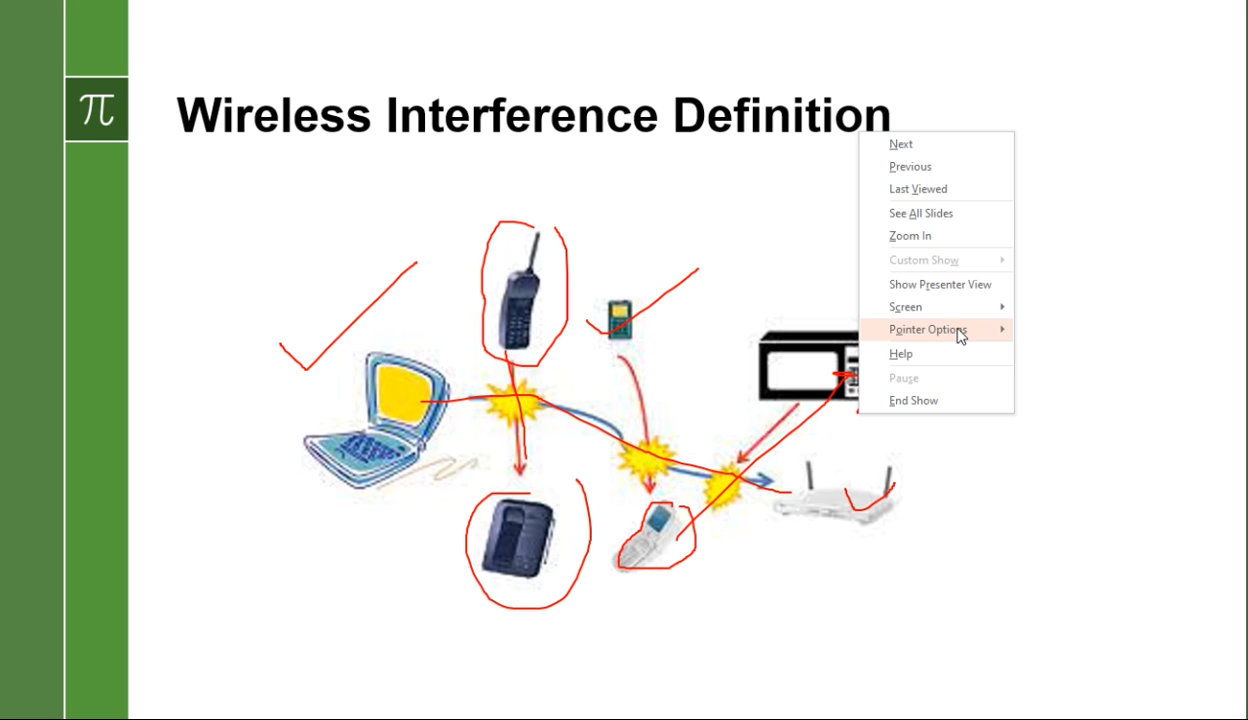 π
Wireless Interference Definition
Next
Previous
Last Viewed
See All Slides
Zoom In
Custom Show
Show Presenter View
Screen
Pointer Options
Help
Pause
End Show